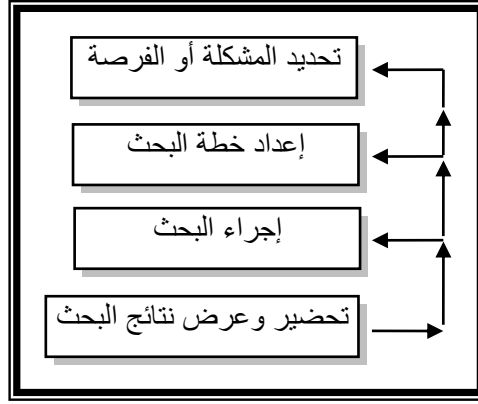 تحديد المشكلة أو الفرصة
إعداد خطة البحث
إجراء البحث
تحضير وعرض نتائج البحث